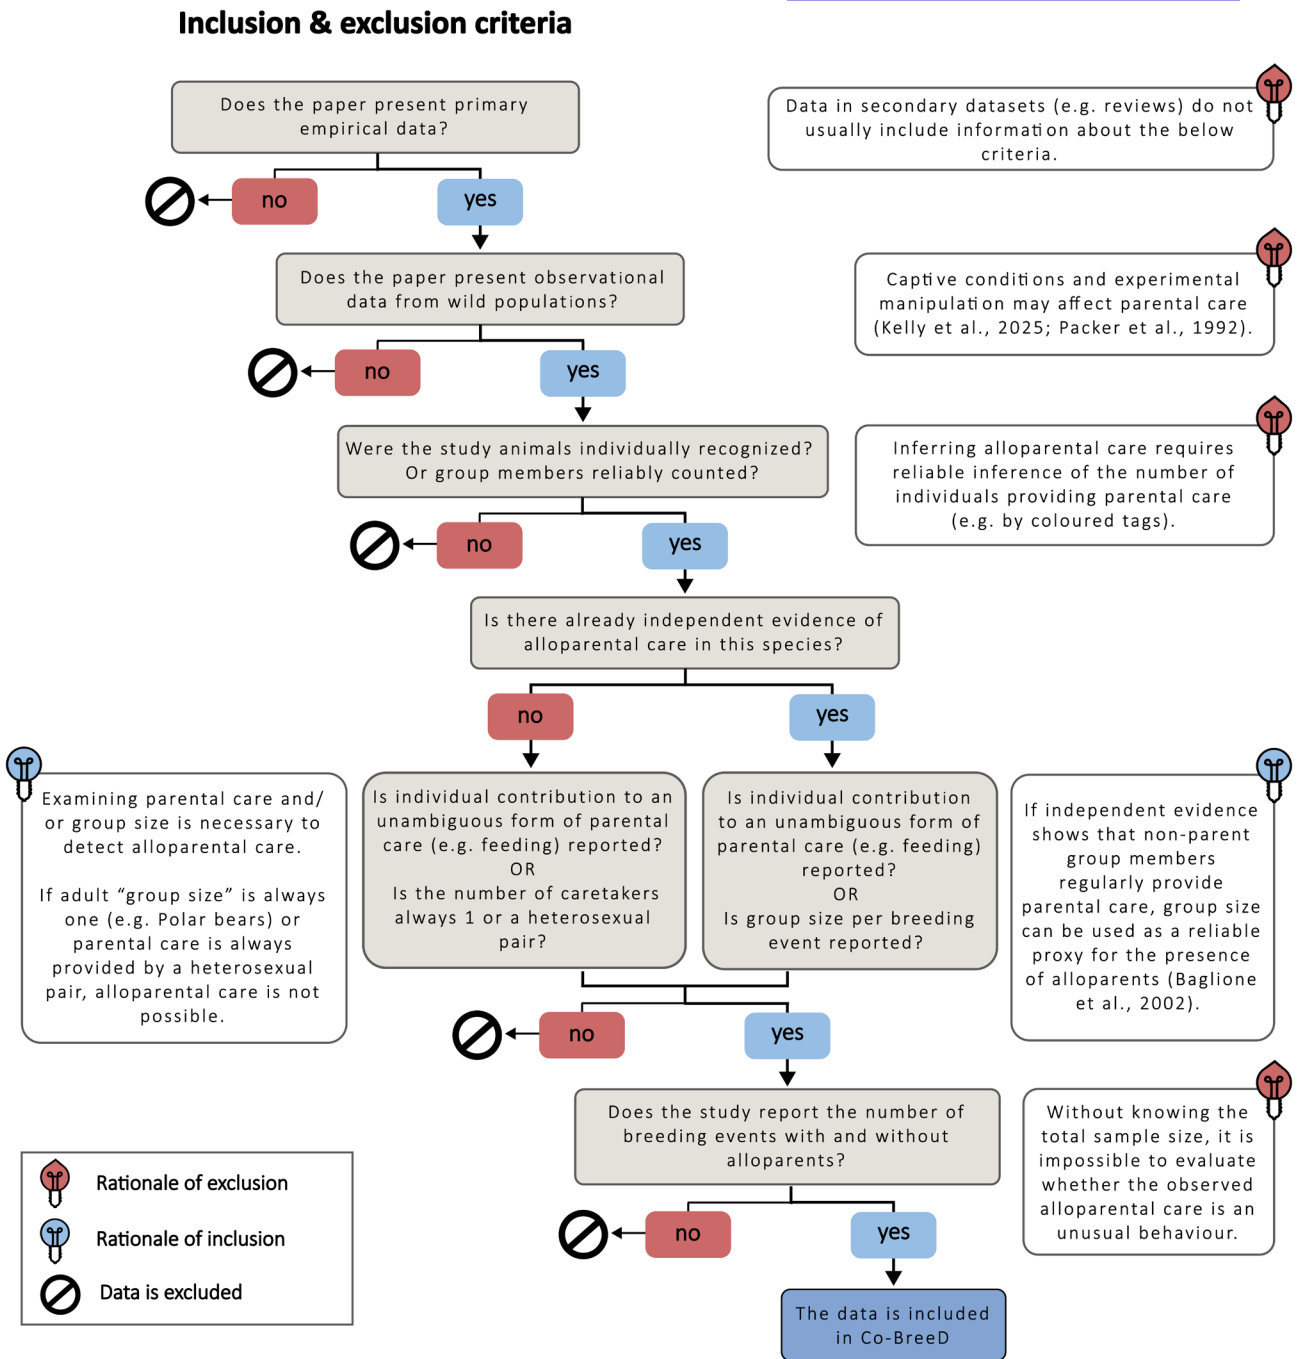 Inclusion & exclusion criteria
Does the paper present primary
empirical data?
Data in secondary datasets (e.g. reviews) do not
usually include information about the below
criteria.
no
yes
Does the paper present observational
data from wild populations?
Captive conditions and experimental
manipulation may affect parental care
(Kelly et al., 2025; Packer et al., 1992).
no
yes
Were the study animals individually recognized?
Or group members reliably counted?
Inferring alloparental care requires
reliable inference of the number of
individuals providing parental care
(e.g. by coloured tags).
no
yes
Is there already independent evidence of
alloparental care in this species?
no
yes
Examining parental care and/
or group size is necessary to
detect alloparental care.
If adult “group size” is always
one (e.g. Polar bears) or
parental care is always
provided by a heterosexual
pair, alloparental care is not
possible.
Is individual contribution to an
unambiguous form of parental
care (e.g. feeding) reported?
OR
Is the number of caretakers
always 1 or a heterosexual
pair?
Is individual contribution
to an unambiguous form of
parental care (e.g. feeding)
reported?
OR
Is group size per breeding
event reported?
If independent evidence
shows that non-parent
group members
regularly provide
parental care, group size
can be used as a reliable
proxy for the presence
of alloparents (Baglione
et al., 2002).
no
yes
Does the study report the number of
breeding events with and without
alloparents?
Without knowing the
total sample size, it is
impossible to evaluate
whether the observed
alloparental care is an
unusual behaviour.
no
yes
The data is included
in Co-BreeD
Rationale of exclusion
Rationale of inclusion
Data is excluded